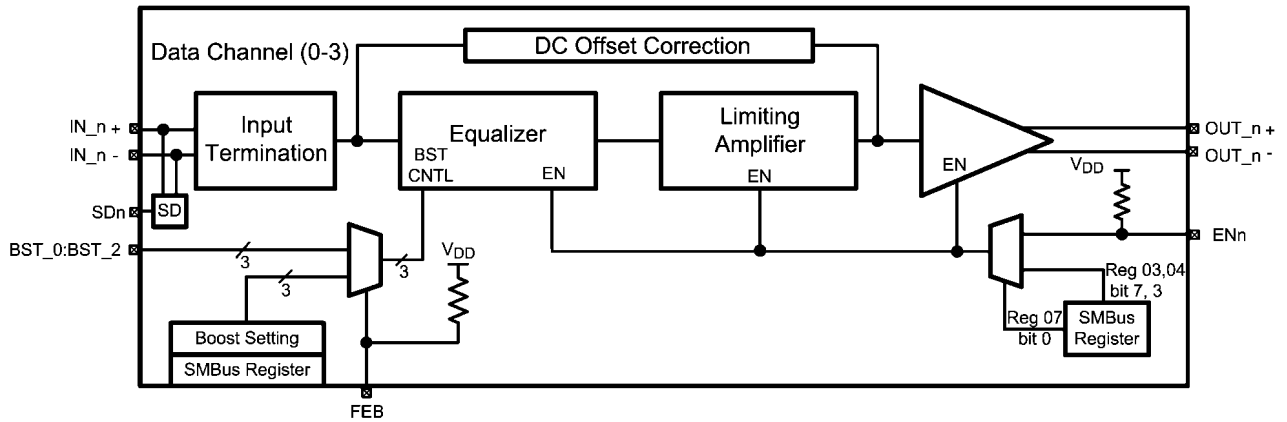 Data Channel (0-3)
DC Offset Correction
IN_n +
IN_n -
Input
Termination
Equalizer
BST
CNTL
EN
Limiting
Amplifier
EN
EN
OUT_n +
OUT_n -
VDD
SDn
SD
BST_0:BST_2
3
3
3
VDD
ENn
Reg 03,04
bit 7, 3
Reg 07
bit 0
SMBus
Register
Boost Setting
SMBus Register
FEB